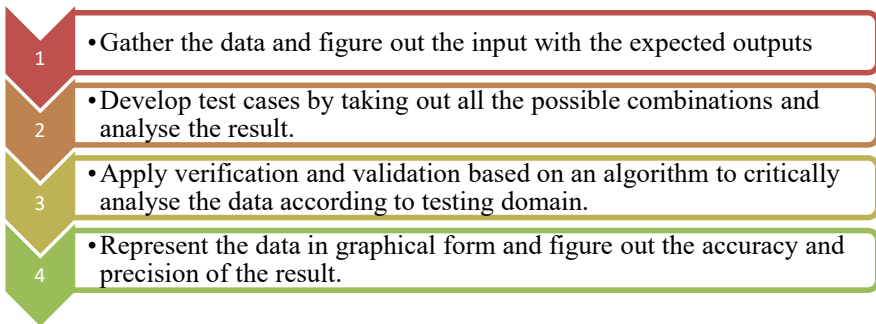 1
•Gather the data and figure out the input with the expected outputs
2
•Develop test cases by taking out all the possible combinations and
analyse the result.
3
•Apply verification and validation based on an algorithm to critically
analyse the data according to testing domain.
4
•Represent the data in graphical form and figure out the accuracy and
precision of the result.